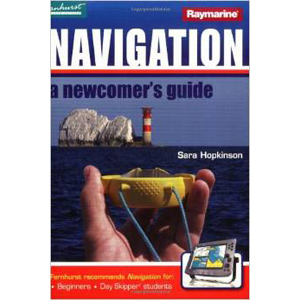 Fernhurst
Raymarine®
NAVIGATION
a newcomer's guide
Sara Hopkinson
Fernhurst recommends Navigation for:
• Beginners • Day Skipper students